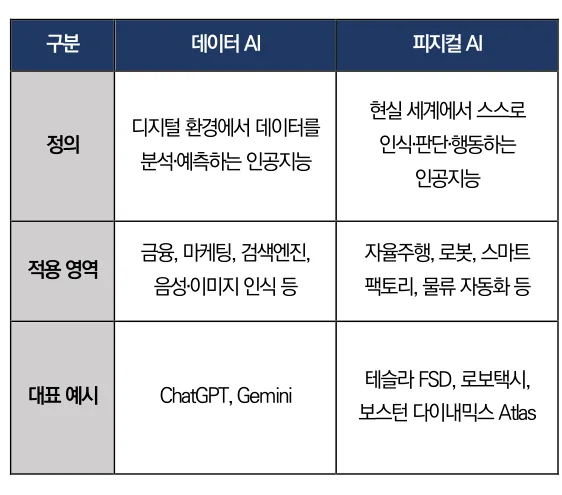 구분
데이터 AI
피지컬 AI
정의
디지털 환경에서 데이터를
분석·예측하는 인공지능
현실 세계에서 스스로
인식·판단·행동하는
인공지능
적용 영역
금융, 마케팅, 검색엔진,
음성·이미지 인식 등
자율주행, 로봇, 스마트
팩토리, 물류 자동화 등
대표 예시
ChatGPT, Gemini
테슬라 FSD, 로보택시,
보스턴 다이내믹스 Atlas